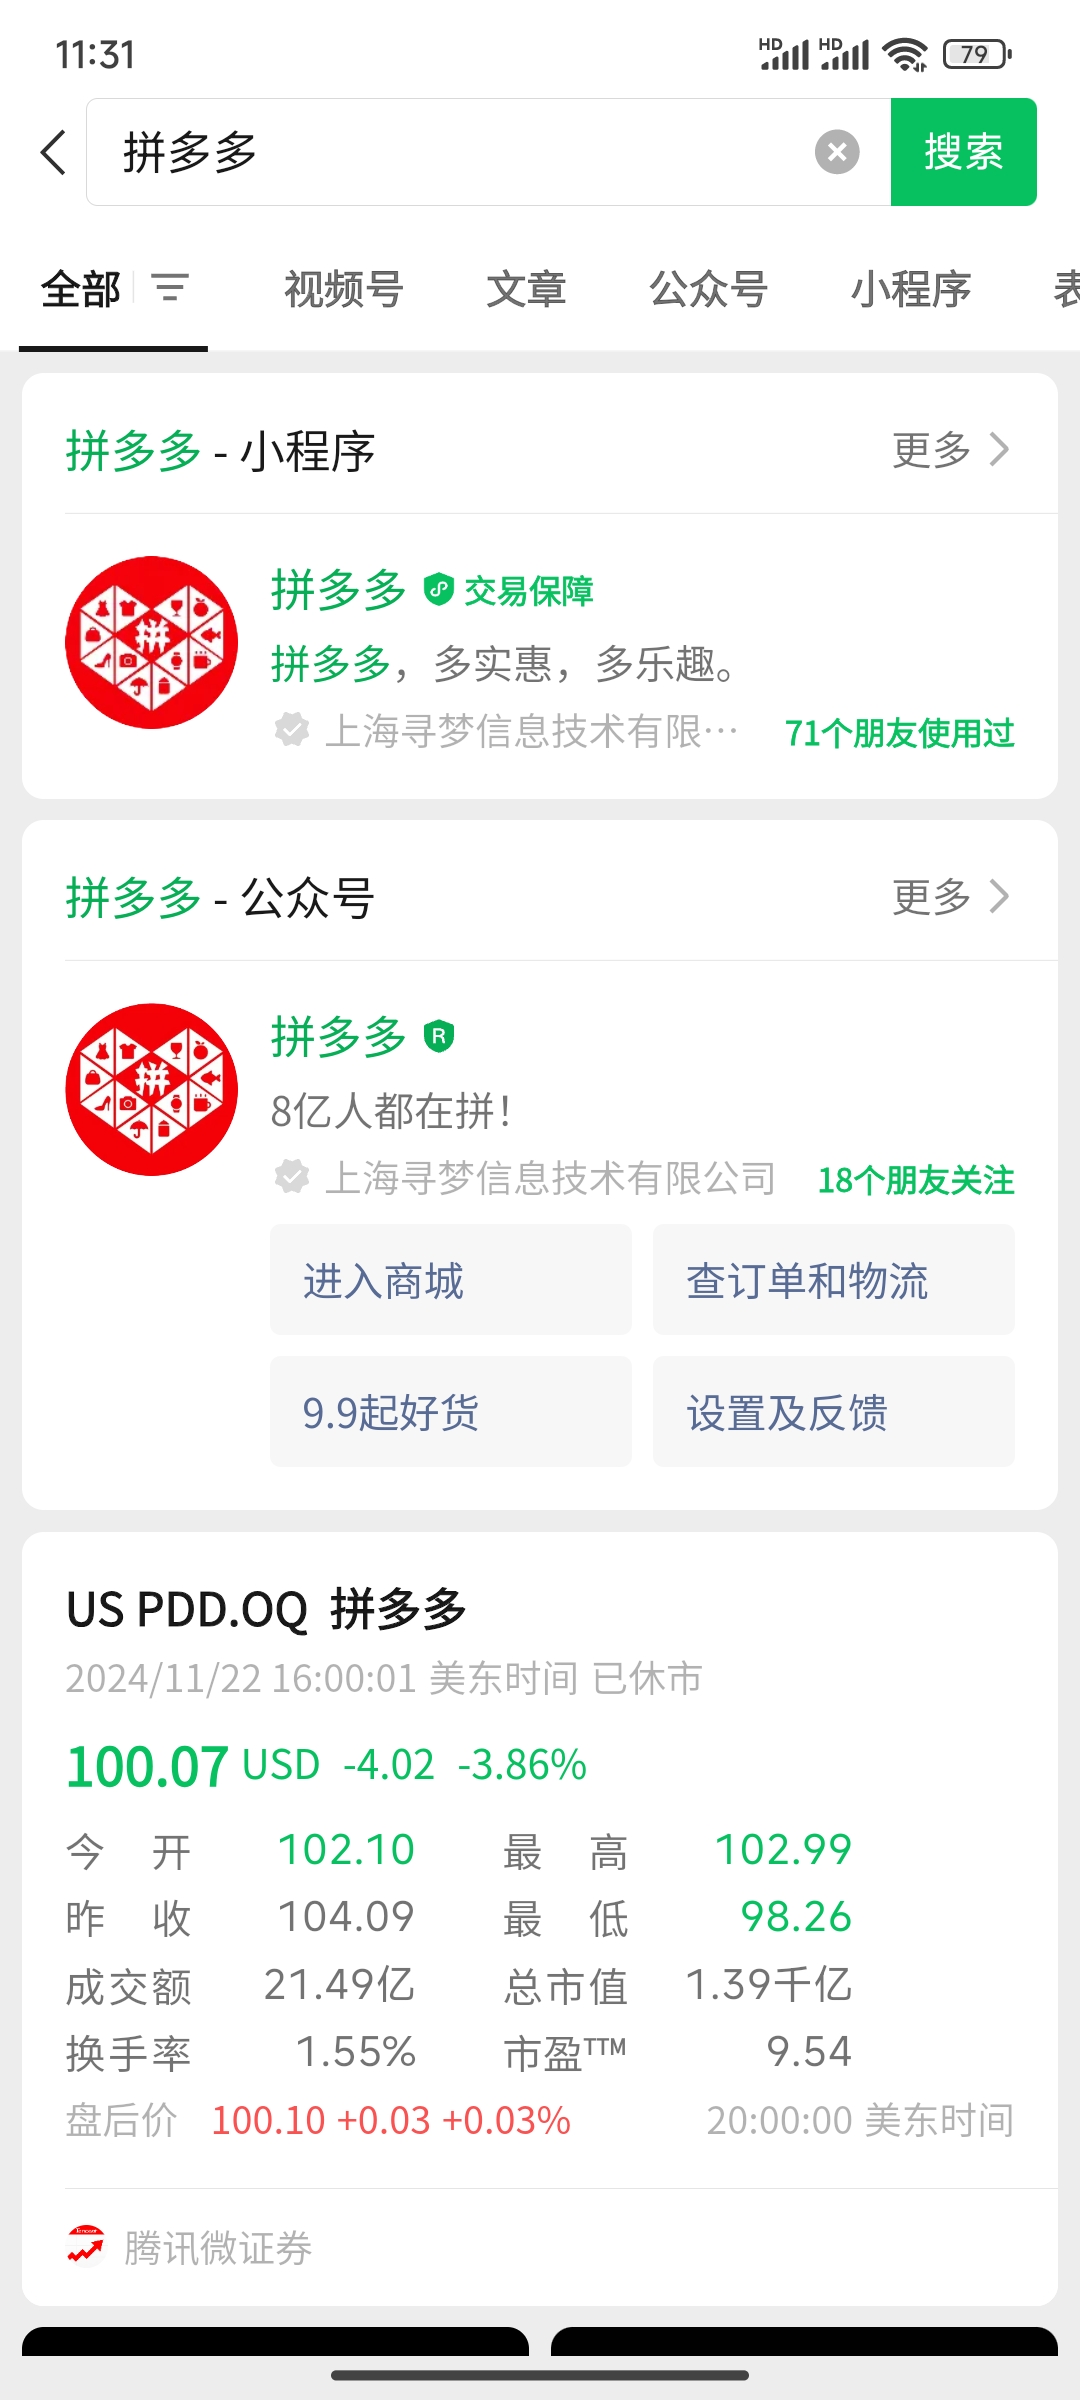 11:31
HD HD 79
拼多多 搜索
全部 视频号 文章 公众号 小程序 表
拼多多 - 小程序 更多
拼
拼多多 交易保障
拼多多，多实惠，多乐趣。
上海寻梦信息技术有限… 71个朋友使用过
拼多多 - 公众号 更多
拼
拼多多 R
8亿人都在拼！
上海寻梦信息技术有限公司 18个朋友关注
进入商城 查订单和物流
9.9起好货 设置及反馈
US PDD.OQ 拼多多
2024/11/22 16:00:01 美东时间 已休市
100.07 USD -4.02 -3.86%
今开 102.10 最高 102.99
昨收 104.09 最低 98.26
成交额 21.49亿 总市值 1.39千亿
换手率 1.55% 市盈TTM 9.54
盘后价 100.10 +0.03 +0.03% 20:00:00 美东时间
Tencent
腾讯微证券